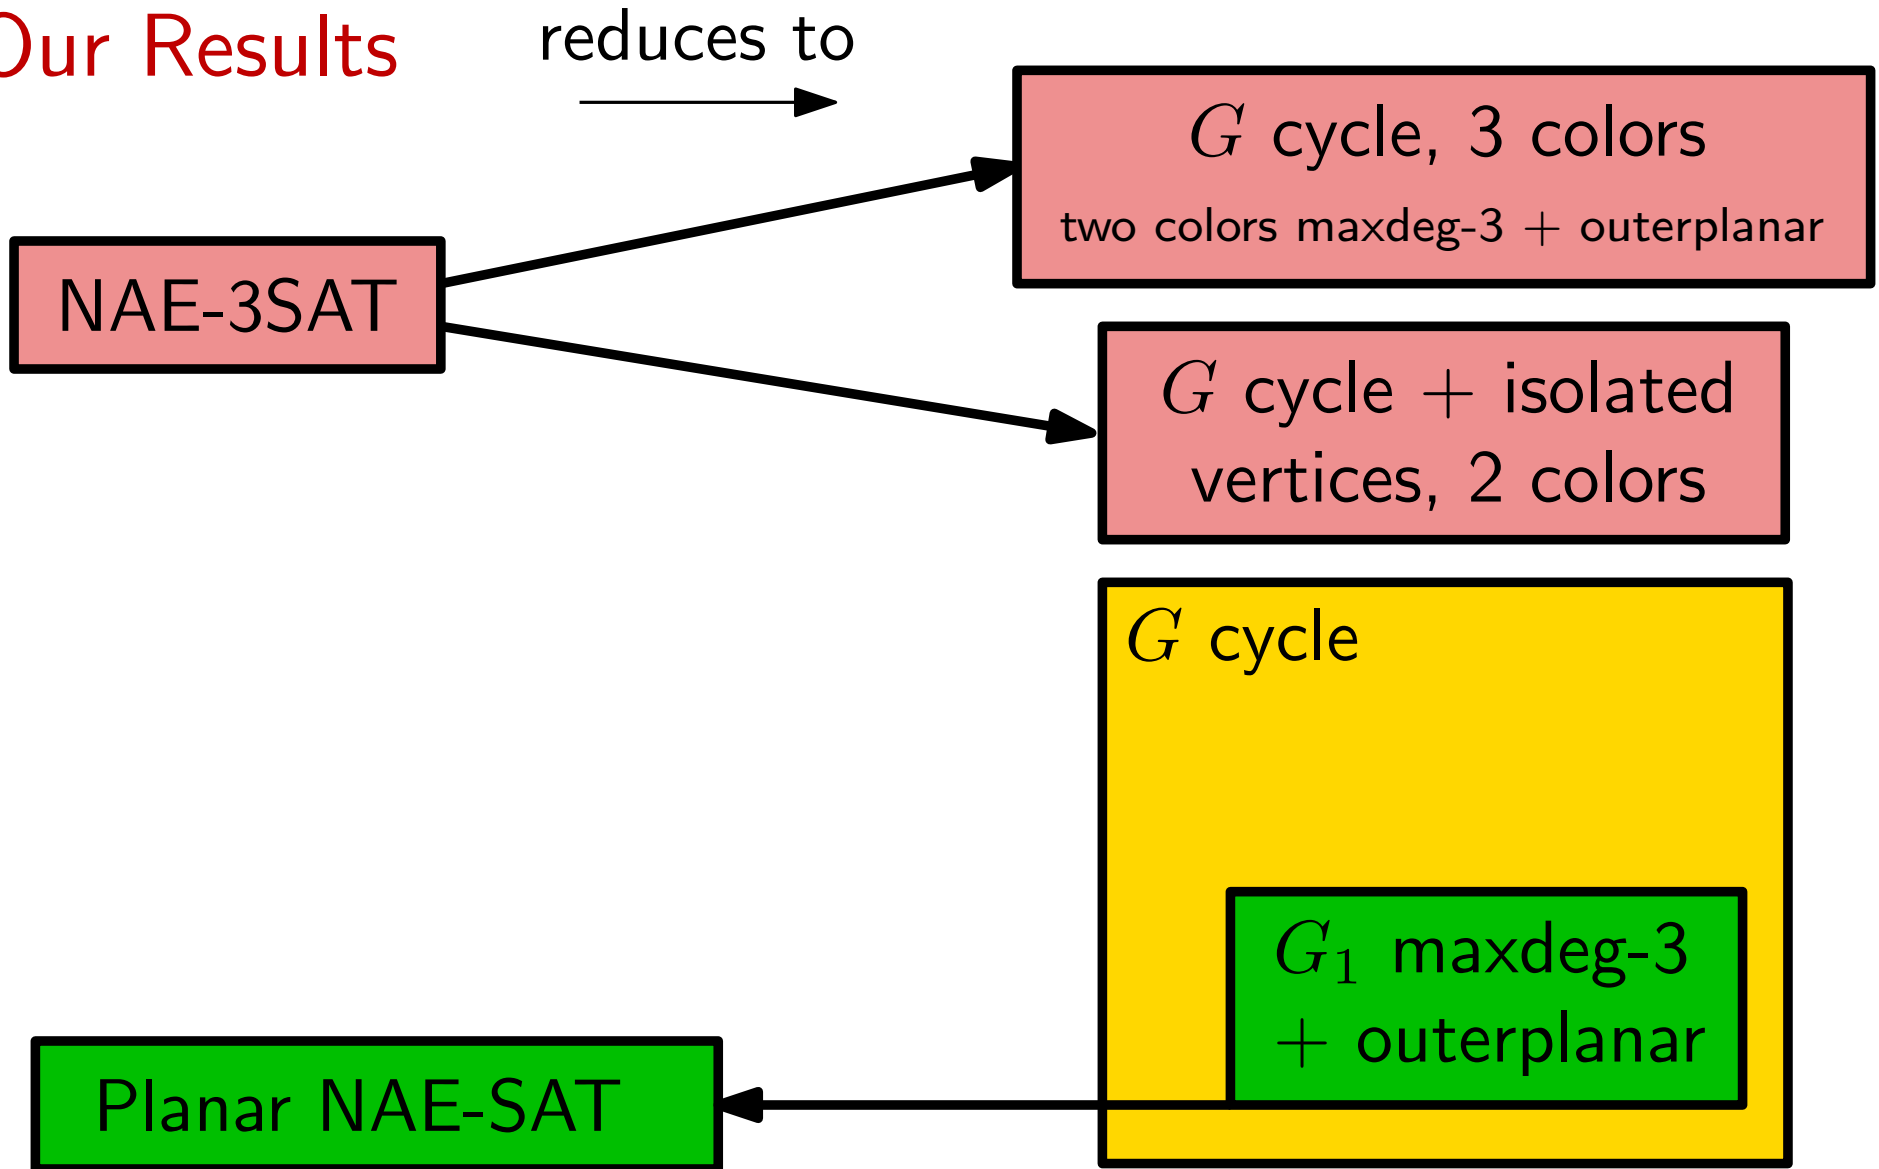 Our Results
reduces to
G cycle, 3 colors
two colors maxdeg-3 + outerplanar
NAE-3SAT
G cycle + isolated
vertices, 2 colors
G cycle
G₁ maxdeg-3
+ outerplanar
Planar NAE-SAT